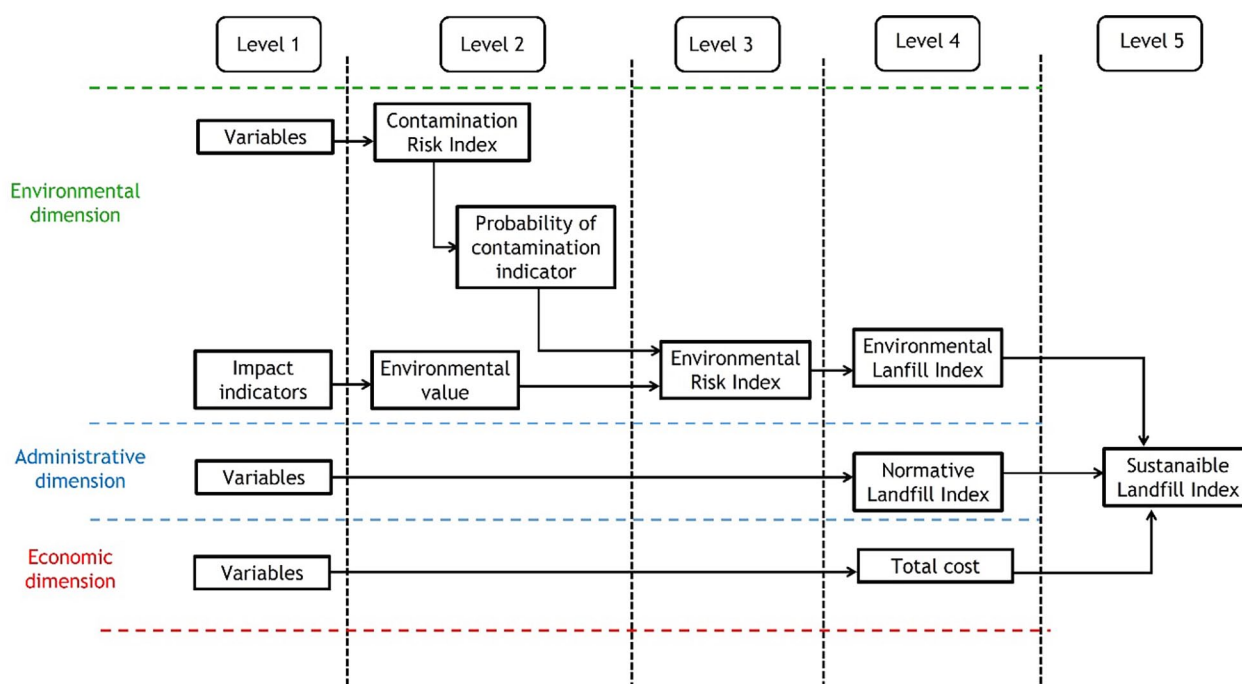 Level 1
Level 2
Level 3
Level 4
Level 5
Environmental
dimension
Variables
Contamination
Risk Index
Probability of
contamination
indicator
Impact
indicators
Environmental
value
Environmental
Risk Index
Environmental
Lanfill Index
Administrative
dimension
Variables
Normative
Landfill Index
Sustanaible
Landfill Index
Economic
dimension
Variables
Total cost